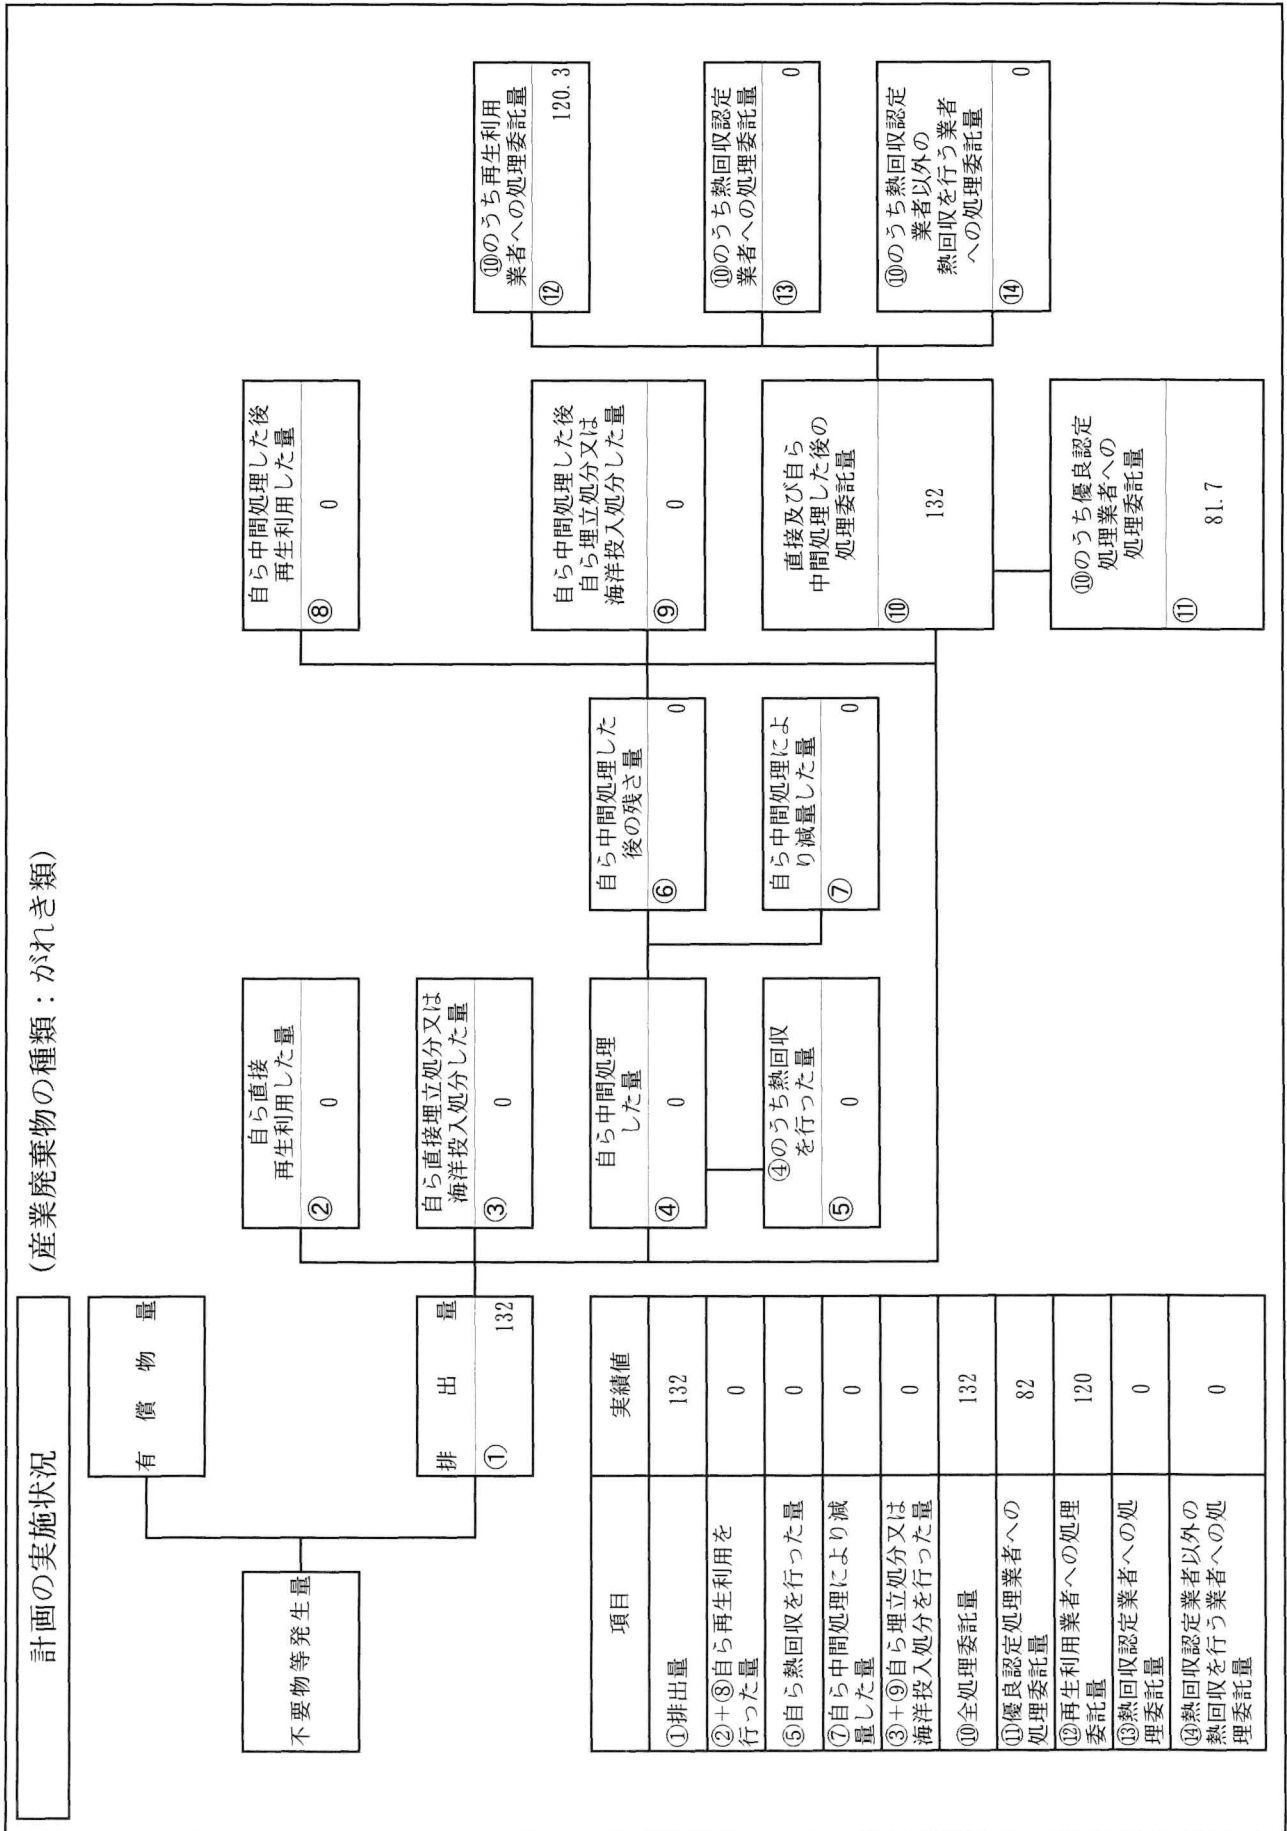 計画の実施状況
(産業廃棄物の種類：がれき類)
不要物等発生量
有償物量
排出量
① 132
自ら直接
再生利用した量
② 0
自ら直接埋立処分又は
海洋投入処分した量
③ 0
自ら中間処理
した量
④ 0
④のうち熱回収
を行った量
⑤ 0
自ら中間処理した
後の残さ量
⑥ 0
自ら中間処理によ
り減量した量
⑦ 0
自ら中間処理した後
再生利用した量
⑧ 0
自ら中間処理した後
自ら埋立処分又は
海洋投入処分した量
⑨ 0
直接及び自ら
中間処理した後の
処理委託量
⑩ 132
⑩のうち優良認定
処理業者への
処理委託量
⑪ 81.7
⑩のうち再生利用
業者への処理委託量
⑫ 120.3
⑩のうち熱回収認定
業者への処理委託量
⑬ 0
⑩のうち熱回収認定
業者以外の
熱回収を行う業者
への処理委託量
⑭ 0
項目 実績値
①排出量 132
②+⑧自ら再生利用を
行った量 0
⑤自ら熱回収を行った量 0
⑦自ら中間処理により減
量した量 0
③+⑨自ら埋立処分又は
海洋投入処分を行った量 0
⑩全処理委託量 132
⑪優良認定処理業者への
処理委託量 82
⑫再生利用業者への処理
委託量 120
⑬熱回収認定業者への処
理委託量 0
⑭熱回収認定業者以外の
熱回収を行う業者への処
理委託量 0